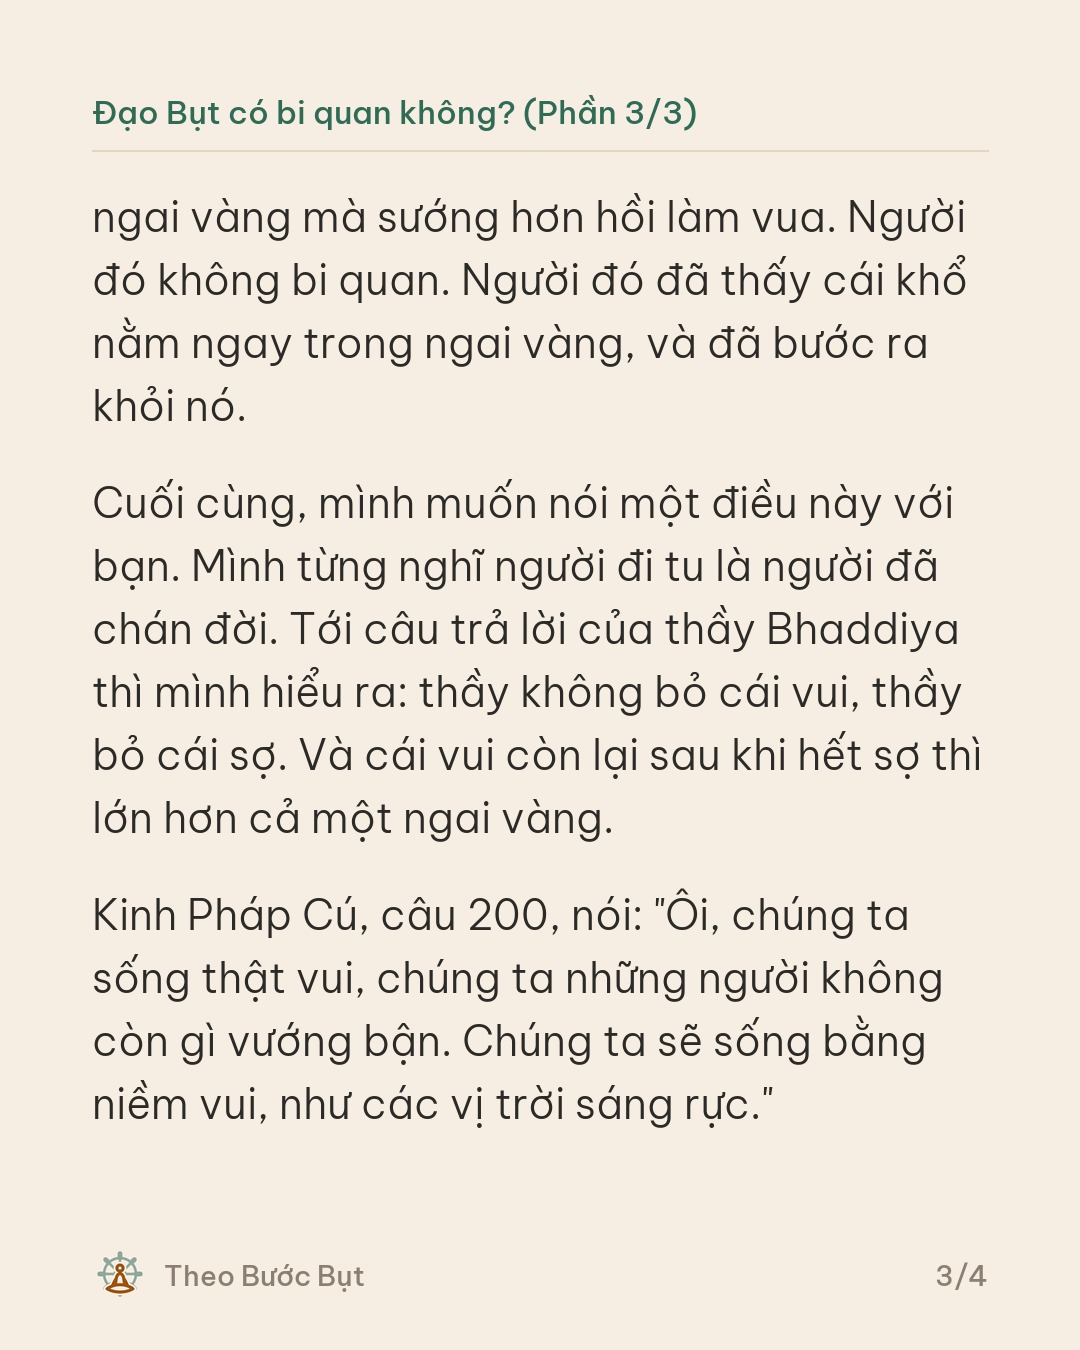 Đạo Bụt có bi quan không? (Phần 3/3)
ngai vàng mà sướng hơn hồi làm vua. Người
đó không bi quan. Người đó đã thấy cái khổ
nằm ngay trong ngai vàng, và đã bước ra
khỏi nó.
Cuối cùng, mình muốn nói một điều này với
bạn. Mình từng nghĩ người đi tu là người đã
chán đời. Tới câu trả lời của thầy Bhaddiya
thì mình hiểu ra: thầy không bỏ cái vui, thầy
bỏ cái sợ. Và cái vui còn lại sau khi hết sợ thì
lớn hơn cả một ngai vàng.
Kinh Pháp Cú, câu 200, nói: "Ôi, chúng ta
sống thật vui, chúng ta những người không
còn gì vướng bận. Chúng ta sẽ sống bằng
niềm vui, như các vị trời sáng rực."
Theo Bước Bụt
3/4